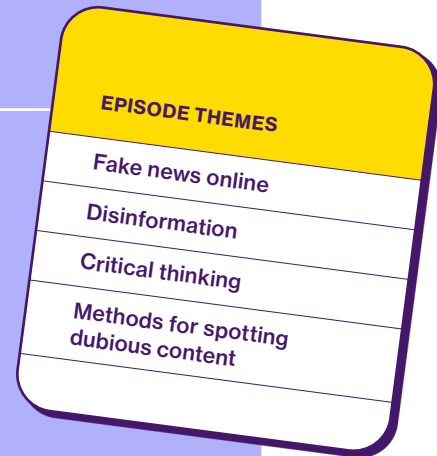 EPISODE THEMES
Fake news online
Disinformation
Critical thinking
Methods for spotting
dubious content